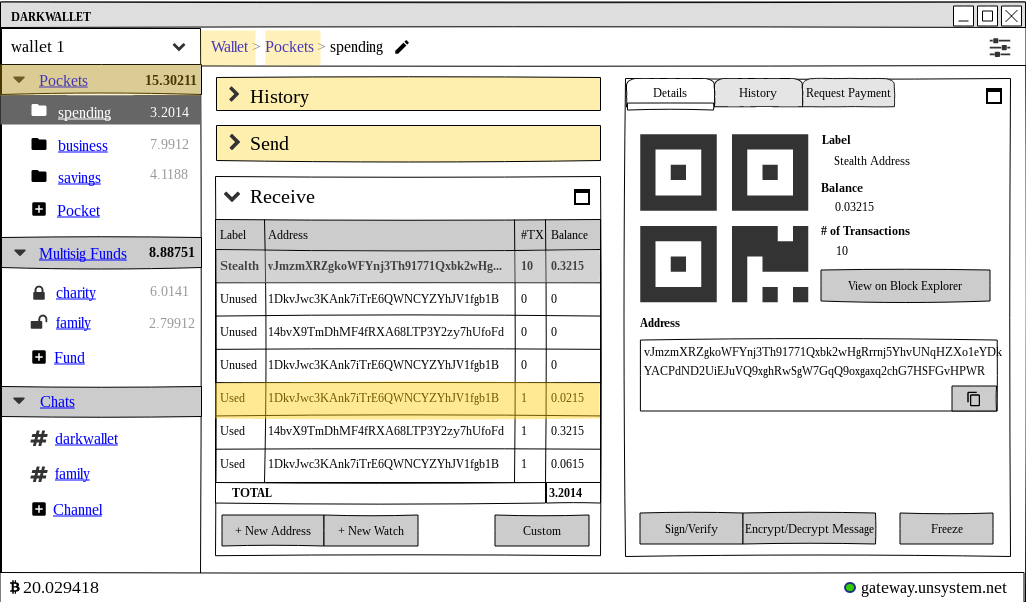 DARKWALLET
wallet 1
Wallet > Pockets > spending
Pockets 15.30211
spending 3.2014
business 7.9912
savings 4.1188
Pocket
Multisig Funds 8.88751
charity 6.0141
family 2.79912
Fund
Chats
# darkwallet
# family
Channel
History
Send
Receive
Label Address #TX Balance
Stealth vJmzmXRZgkoWFYnj3Th91771Qxbk2wHg... 10 0.3215
Unused 1DkvJwc3KAnk7iTrE6QWNCYZYhJV1fgb1B 0 0
Unused 14bvX9TmDhMF4fRXA68LTP3Y2zy7hUfoFd 0 0
Unused 1DkvJwc3KAnk7iTrE6QWNCYZYhJV1fgb1B 0 0
Used 1DkvJwc3KAnk7iTrE6QWNCYZYhJV1fgb1B 1 0.0215
Used 14bvX9TmDhMF4fRXA68LTP3Y2zy7hUfoFd 1 0.3215
Used 1DkvJwc3KAnk7iTrE6QWNCYZYhJV1fgb1B 1 0.0615
TOTAL 3.2014
+ New Address + New Watch Custom
Details History Request Payment
Label
Stealth Address
Balance
0.03215
# of Transactions
10
View on Block Explorer
Address
vJmzmXRZgkoWFYnj3Th91771Qxbk2wHgRrrnj5YhvUNqHZXo1eYDk
YACPdND2UiEJuVQ9xghRwSgW7GqQ9oxgaxq2chG7HSFGvHPWR
Sign/Verify Encrypt/Decrypt Message Freeze
₿ 20.029418
gateway.unsystem.net